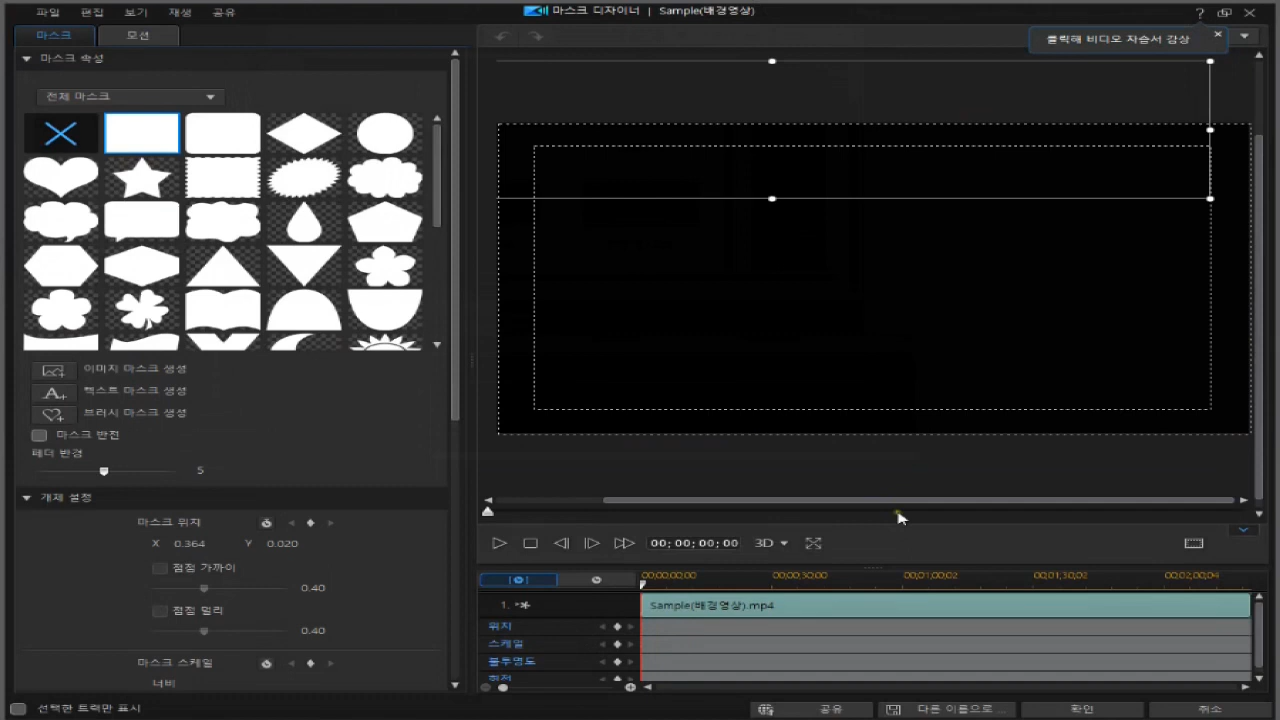 파일 편집 보기 재생 공유
마스크 디자이너 | Sample(배경영상)
?
마스크 모션
클릭해 비디오 자습서 감상
마스크 속성
전체 마스크
이미지 마스크 생성
텍스트 마스크 생성
브러시 마스크 생성
마스크 반전
페더 반경
5
개체 설정
마스크 위치
X 0.364 Y 0.020
점점 가까이
0.40
점점 멀리
0.40
마스크 스케일
너비
00;00;00;00 3D
00;00;00;00 00;00;30;00 00;01;00;02 00;01;30;02 00;02;00;04
1.
Sample(배경영상).mp4
위치
스케일
불투명도
회전
선택한 트랙만 표시
공유 다른 이름으로 ... 확인 취소